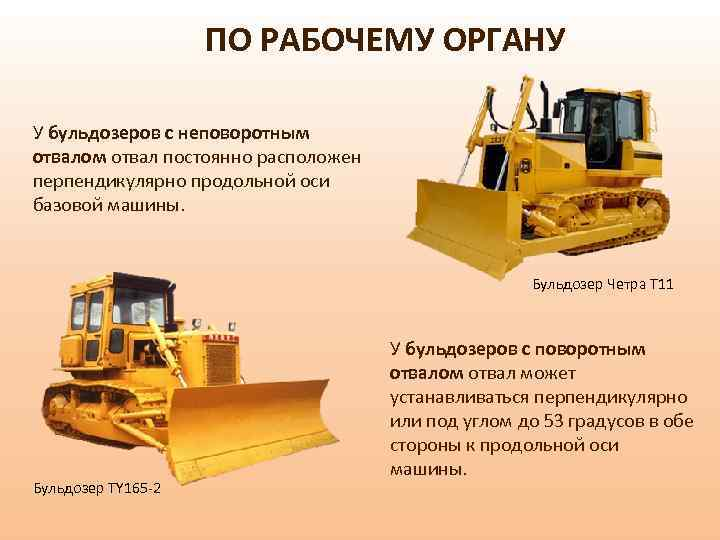 ПО РАБОЧЕМУ ОРГАНУ
У бульдозеров с неповоротным
отвалом отвал постоянно расположен
перпендикулярно продольной оси
базовой машины.
Бульдозер Четра Т11
У бульдозеров с поворотным
отвалом отвал может
устанавливаться перпендикулярно
или под углом до 53 градусов в обе
стороны к продольной оси
машины.
Бульдозер TY165-2